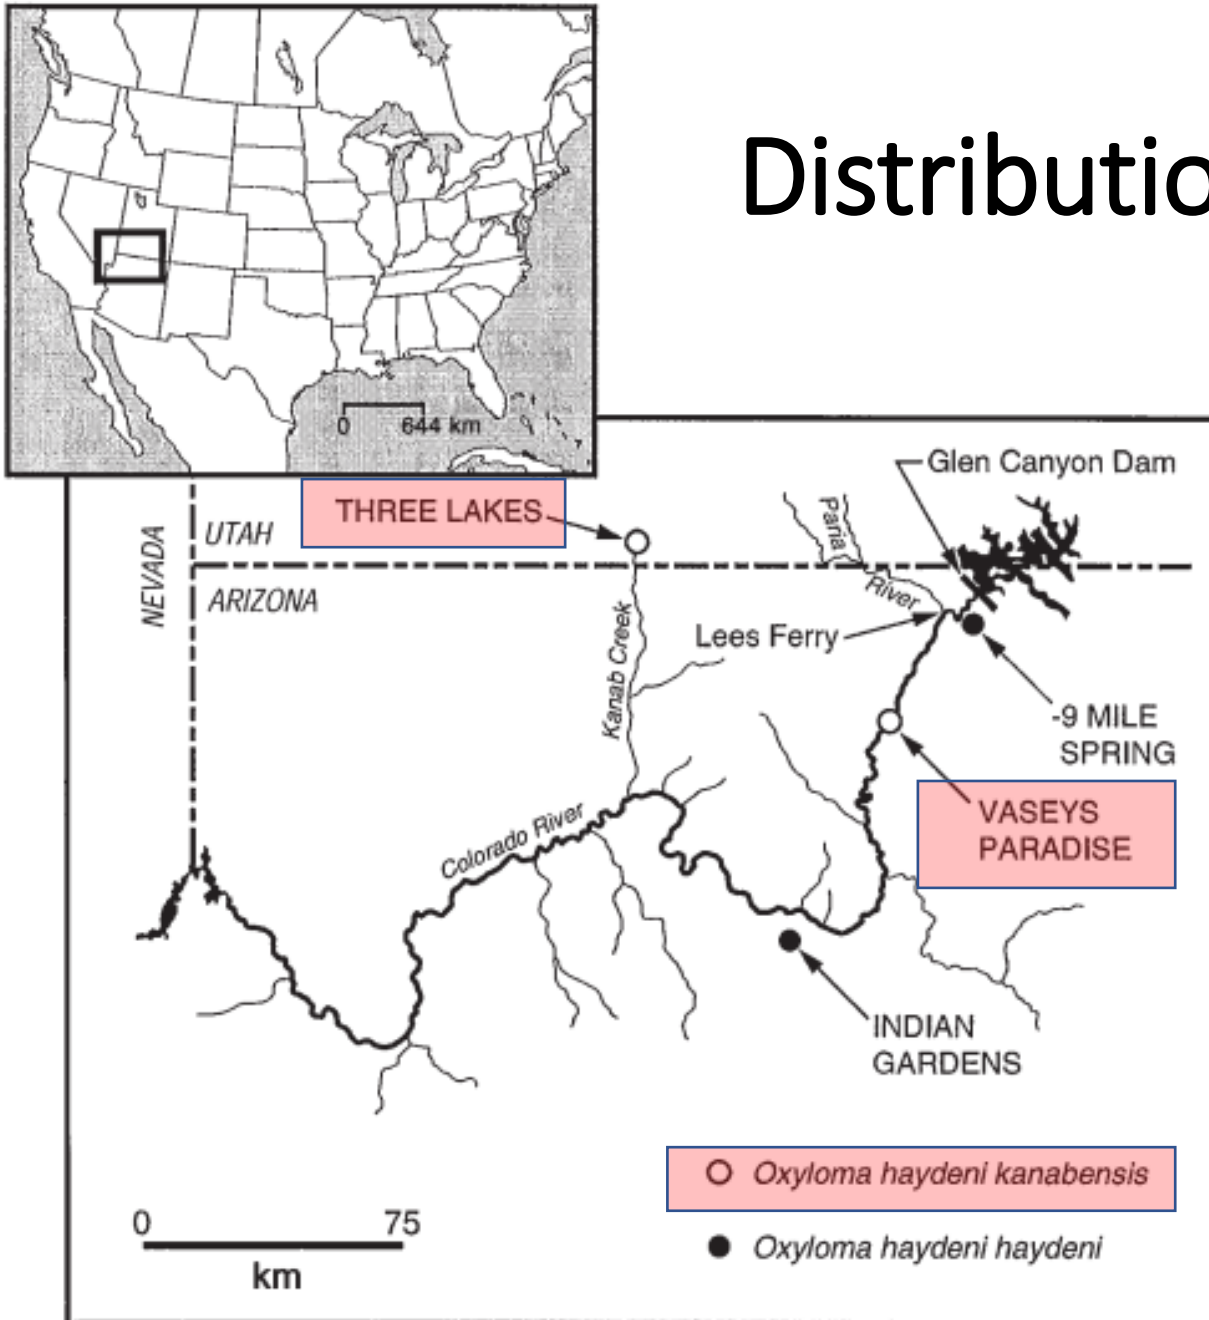 Distributio
0 644 km
Glen Canyon Dam
THREE LAKES
Paria
River
NEVADA
UTAH
ARIZONA
Kanab Creek
Lees Ferry
-9 MILE
SPRING
VASEYS
PARADISE
Colorado River
INDIAN
GARDENS
Oxyloma haydeni kanabensis
0 75
km
Oxyloma haydeni haydeni